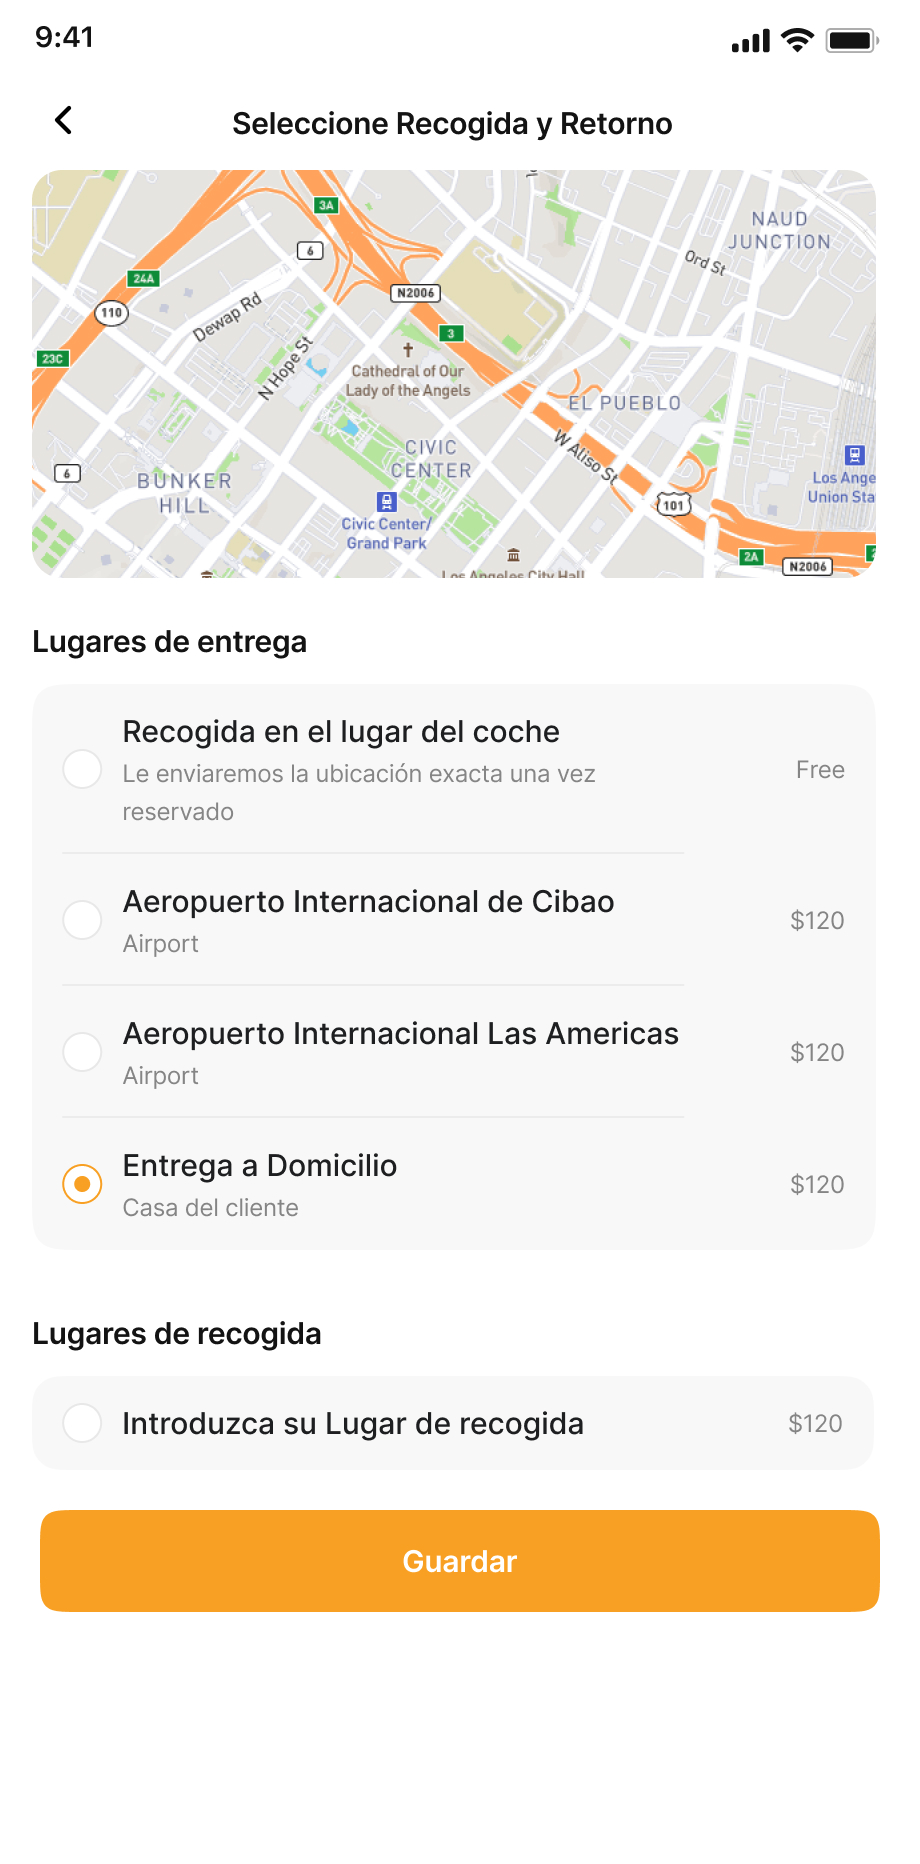 9:41
Seleccione Recogida y Retorno
3A
NAUD
JUNCTION
6
Ord St
24A
N2006
110
Dewap Rd
3
23C
N Hope St
Cathedral of Our
Lady of the Angels
EL PUEBLO
W Aliso St
CIVIC
CENTER
6
BUNKER
HILL
Los Ange
Union Sta
101
Civic Center/
Grand Park
2A
N2006
Los Angeles City Hall
Lugares de entrega
Recogida en el lugar del coche
Le enviaremos la ubicación exacta una vez
reservado
Free
Aeropuerto Internacional de Cibao
Airport
$120
Aeropuerto Internacional Las Americas
Airport
$120
Entrega a Domicilio
Casa del cliente
$120
Lugares de recogida
Introduzca su Lugar de recogida
$120
Guardar